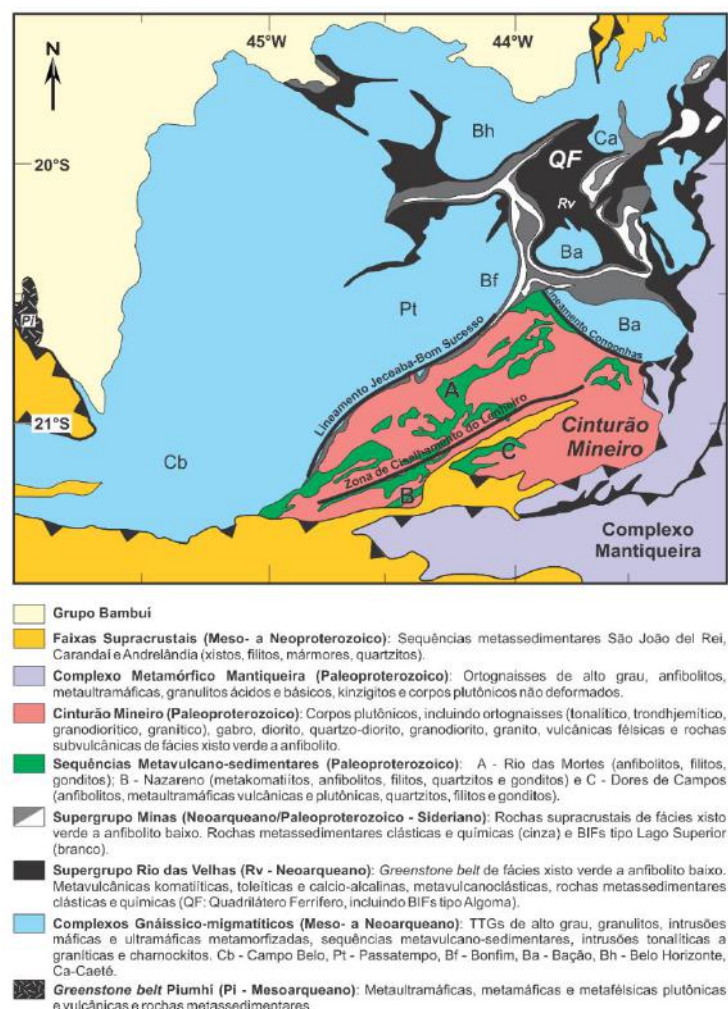 45°W
44°W
N
20°S
Bh
Ca
QF
Rv
Ba
Bf
Pt
Ba
Lineamento Congonhas
Lineamento Jeceaba-Bom Sucesso
Pi
A
21°S
Cinturão
Mineiro
Zona de Cisalhamento do Lenheiro
C
Cb
B
Complexo
Mantiqueira
Grupo Bambuí
Faixas Supracrustais (Meso- a Neoproterozoico): Sequências metassedimentares São João del Rei,
Carandaí e Andrelândia (xistos, filitos, mármores, quartzitos).
Complexo Metamórfico Mantiqueira (Paleoproterozoico): Ortognaisses de alto grau, anfibolitos,
metaultramáficas, granulitos ácidos e básicos, kinzigitos e corpos plutônicos não deformados.
Cinturão Mineiro (Paleoproterozoico): Corpos plutônicos, incluindo ortognaisses (tonalítico, trondhjemítico,
granodiorítico, granítico), gabro, diorito, quartzo-diorito, granodiorito, granito, vulcânicas félsicas e rochas
subvulcânicas de fácies xisto verde a anfibolito.
Sequências Metavulcano-sedimentares (Paleoproterozoico): A - Rio das Mortes (anfibolitos, filitos,
gonditos); B - Nazareno (metakomatiítos, anfibolitos, filitos, quartzitos e gonditos) e C - Dores de Campos
(anfibolitos, metaultramáficas vulcânicas e plutônicas, quartzitos, filitos e gonditos).
Supergrupo Minas (Neoarqueano/Paleoproterozoico - Sideriano): Rochas supracrustais de fácies xisto
verde a anfibolito baixo. Rochas metassedimentares clásticas e químicas (cinza) e BIFs tipo Lago Superior
(branco).
Supergrupo Rio das Velhas (Rv - Neoarqueano): Greenstone belt de fácies xisto verde a anfibolito baixo.
Metavulcânicas komatiíticas, toleíticas e calcio-alcalinas, metavulcanoclásticas, rochas metassedimentares
clásticas e químicas (QF: Quadrilátero Ferrífero, incluindo BIFs tipo Algoma).
Complexos Gnáissico-migmatíticos (Meso- a Neoarqueano): TTGs de alto grau, granulitos, intrusões
máficas e ultramáficas metamorfizadas, sequências metavulcano-sedimentares, intrusões tonalíticas a
graníticas e charnockitos. Cb - Campo Belo, Pt - Passatempo, Bf - Bonfim, Ba - Bação, Bh - Belo Horizonte,
Ca-Caeté.
Greenstone belt Piumhi (Pi - Mesoarqueano): Metaultramáficas, metamáficas e metafélsicas plutônicas
e vulcânicas e rochas metassedimentares.